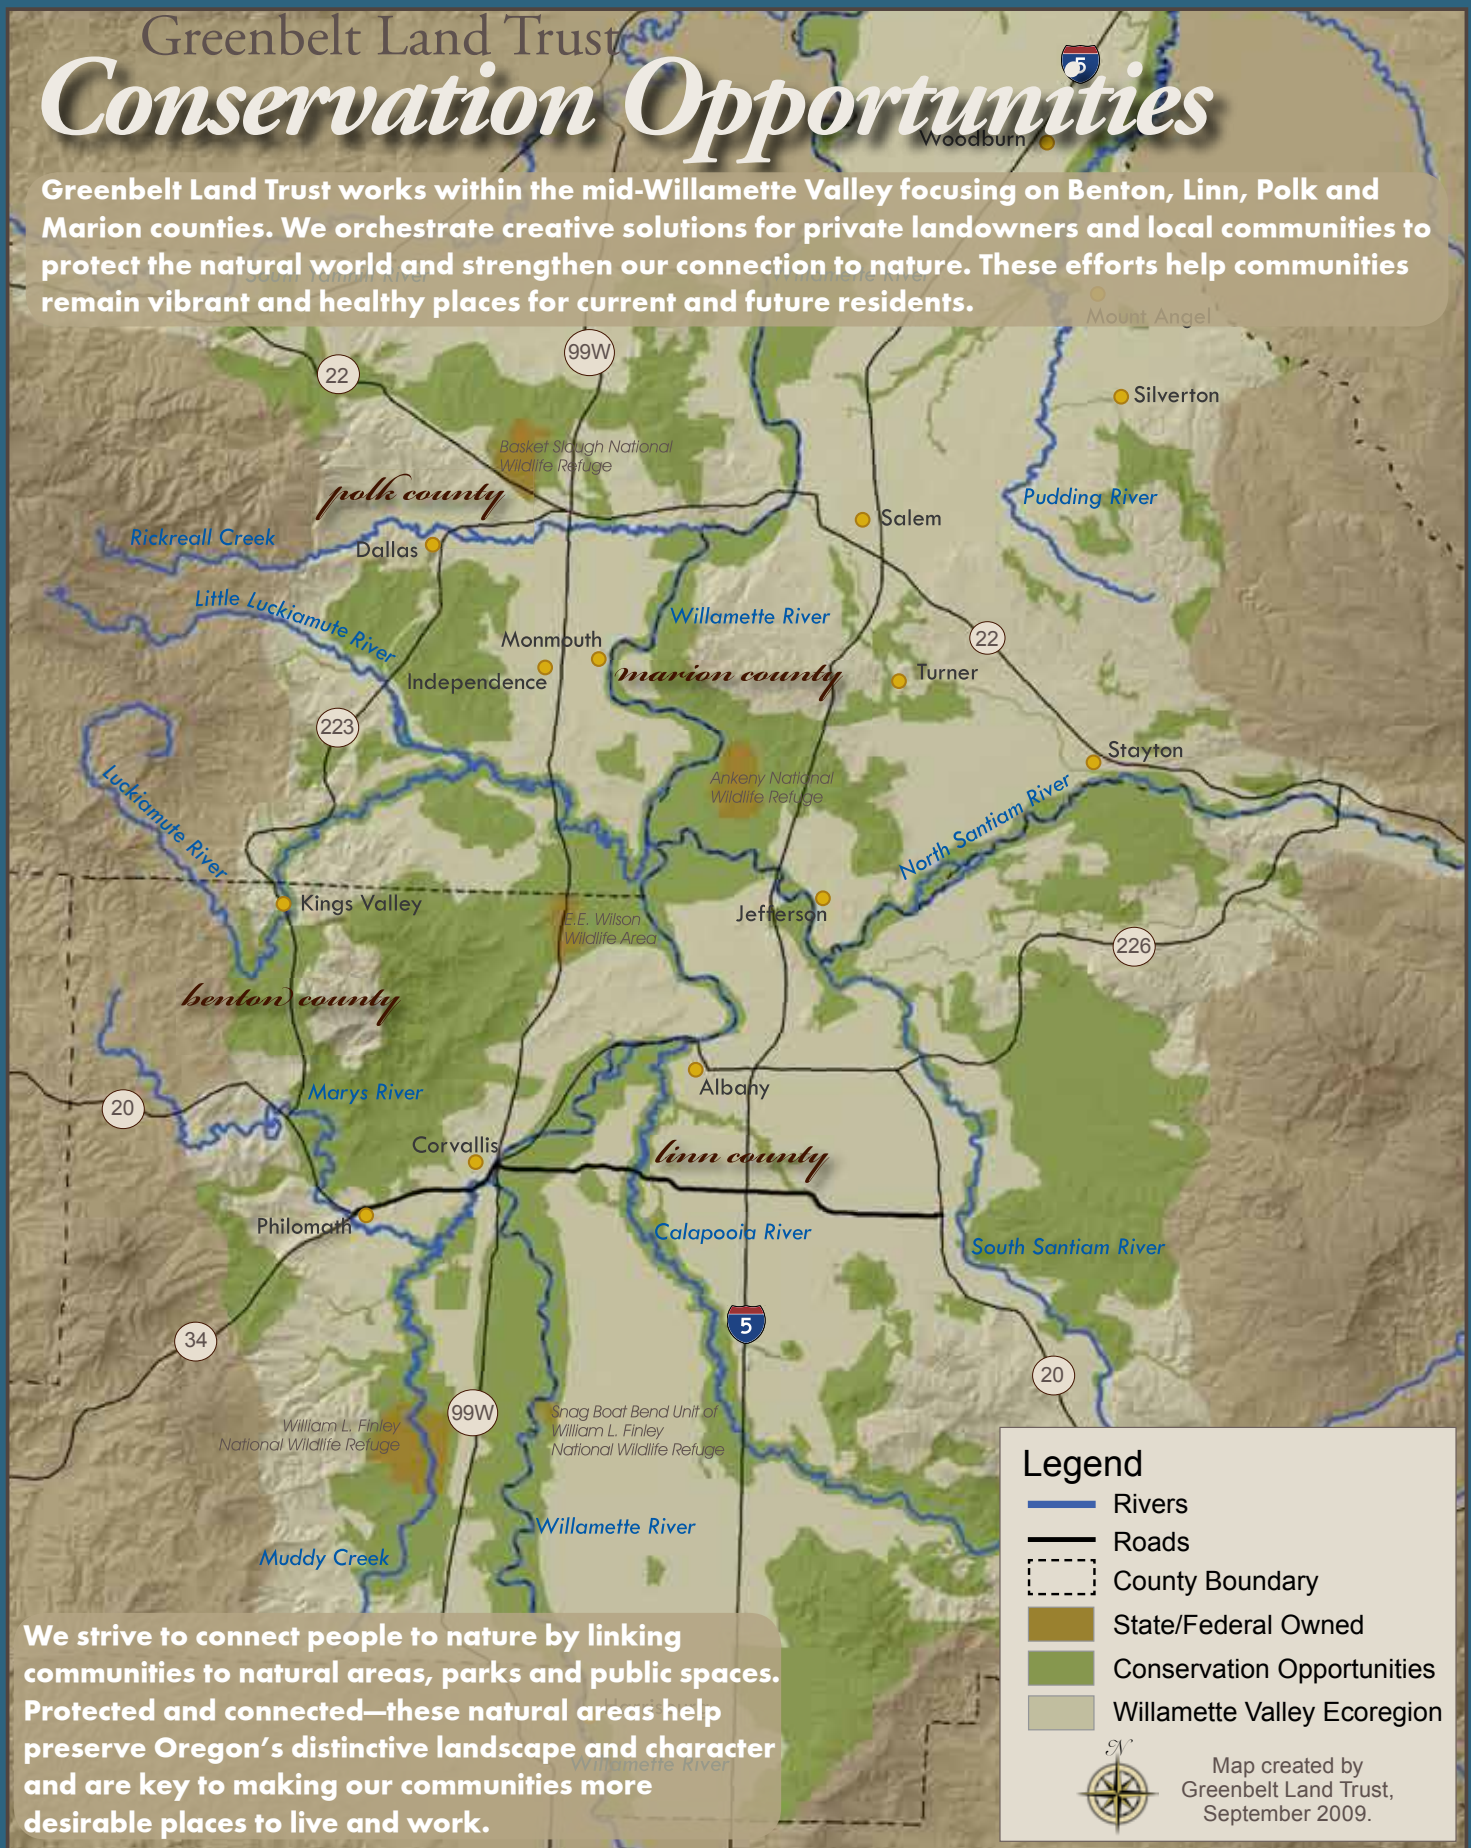 Greenbelt Land Trust
Conservation Opportunities
5
Woodburn
Greenbelt Land Trust works within the mid-Willamette Valley focusing on Benton, Linn, Polk and
Marion counties. We orchestrate creative solutions for private landowners and local communities to
protect the natural world and strengthen our connection to nature. These efforts help communities
remain vibrant and healthy places for current and future residents.
South Yamhill River
Willamette River
Mount Angel
99W
22
Silverton
Basket Slough National
Wildlife Refuge
polk county
Pudding River
Salem
Rickreall Creek
Dallas
Little Luckiamute River
Willamette River
Monmouth
22
Independence
marion county
Turner
223
Stayton
Luckiamute River
Ankeny National
Wildlife Refuge
North Santiam River
Kings Valley
Jefferson
E.E. Wilson
Wildlife Area
226
benton county
Marys River
Albany
20
Corvallis
linn county
Philomath
Calapooia River
South Santiam River
5
34
20
99W
William L. Finley
National Wildlife Refuge
Snag Boat Bend Unit of
William L. Finley
National Wildlife Refuge
Willamette River
Muddy Creek
We strive to connect people to nature by linking
communities to natural areas, parks and public spaces.
Protected and connected—these natural areas help
preserve Oregon's distinctive landscape and character
and are key to making our communities more
desirable places to live and work.
Willamette River
Legend
Rivers
Roads
County Boundary
State/Federal Owned
Conservation Opportunities
Willamette Valley Ecoregion
N
Map created by
Greenbelt Land Trust,
September 2009.